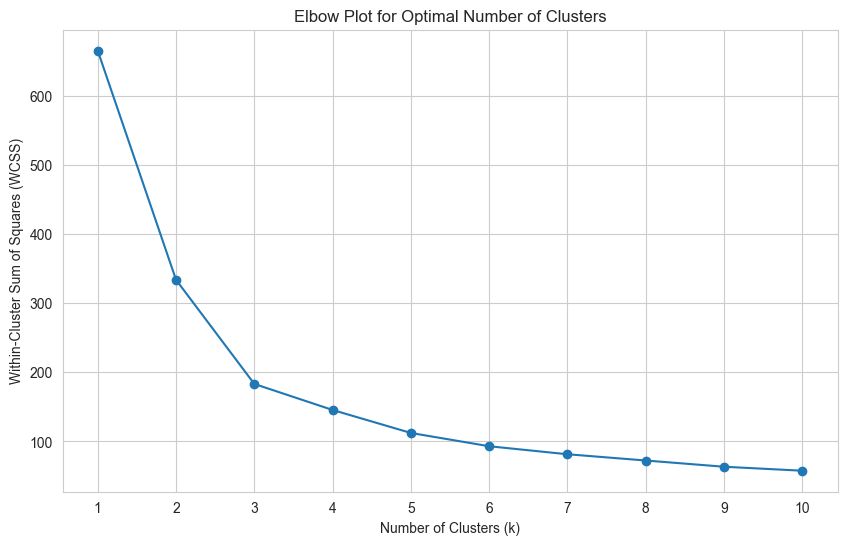 Elbow Plot for Optimal Number of Clusters
Within-Cluster Sum of Squares (WCSS)
600
500
400
300
200
100
1 2 3 4 5 6 7 8 9 10
Number of Clusters (k)